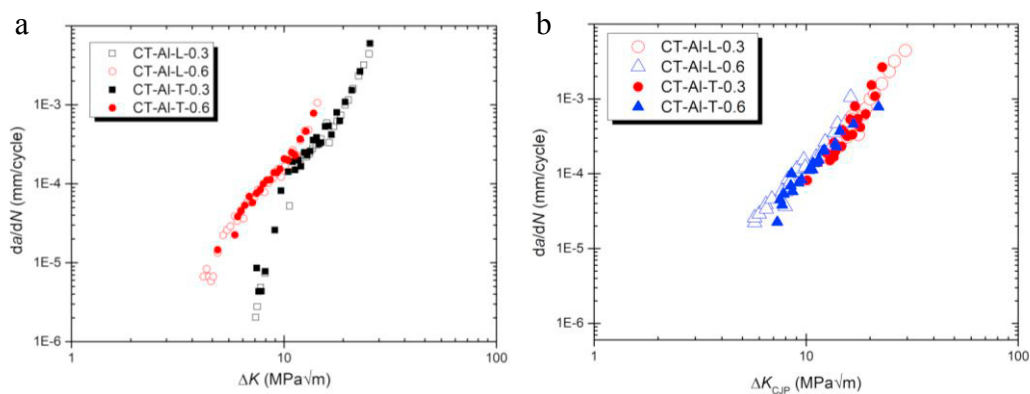 a
CT-Al-L-0.3
CT-Al-L-0.6
CT-Al-T-0.3
CT-Al-T-0.6
1E-3
1E-4
1E-5
1E-6
da/dN (mm/cycle)
1
10
100
ΔK (MPa√m)
b
CT-Al-L-0.3
CT-Al-L-0.6
CT-Al-T-0.3
CT-Al-T-0.6
1E-3
1E-4
1E-5
1E-6
da/dN (mm/cycle)
1
10
100
ΔK_CJP (MPa√m)